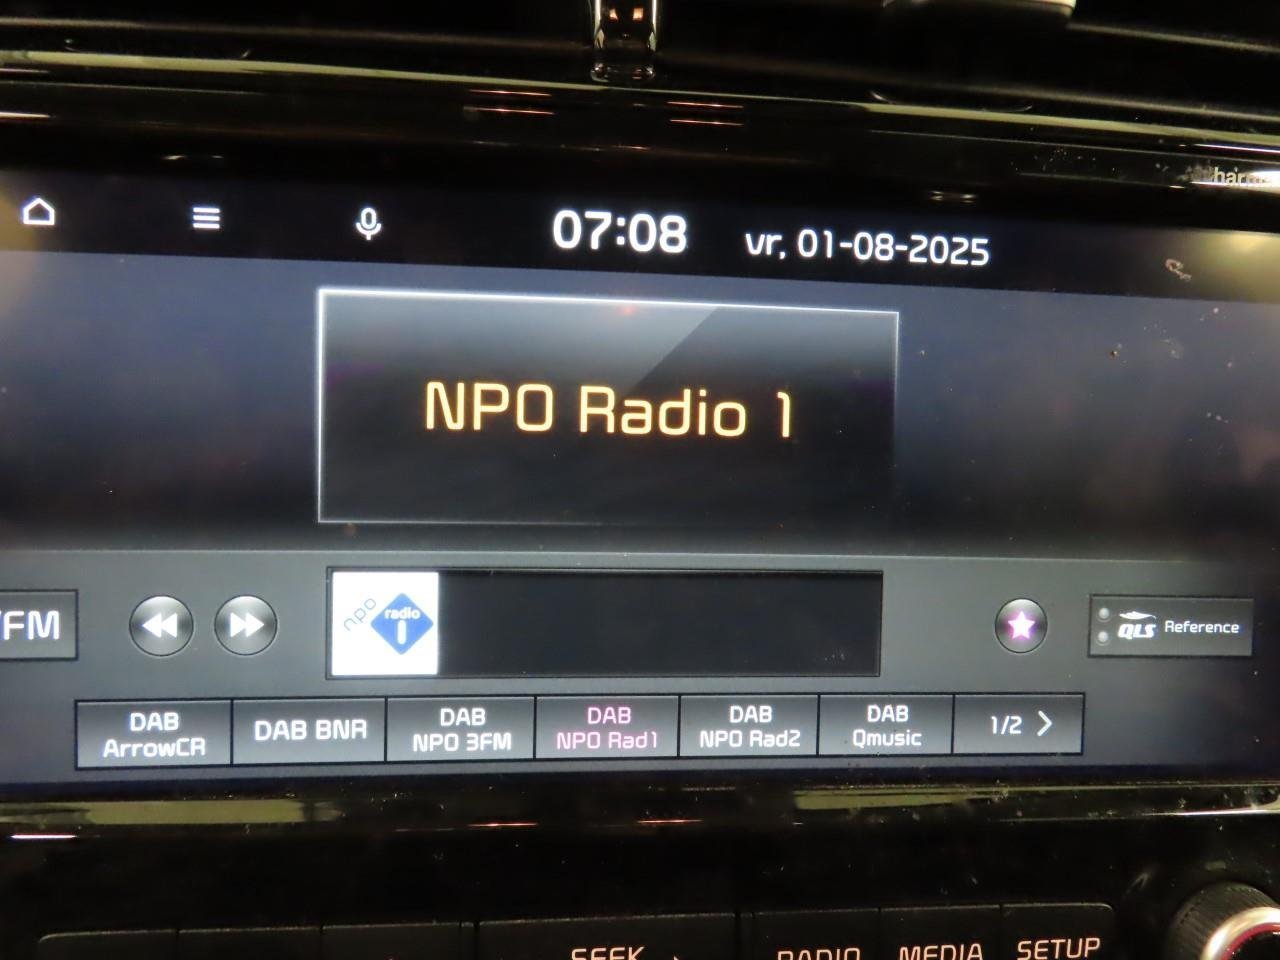 07:08
vr, 01-08-2025
NPO Radio 1
/FM
npo
radio
1
QLS Reference
DAB
ArrowCR
DAB BNR
DAB
NPO 3FM
DAB
NPO Rad1
DAB
NPO Rad2
DAB
Qmusic
1/2
SEEK
RADIO
MEDIA
SETUP